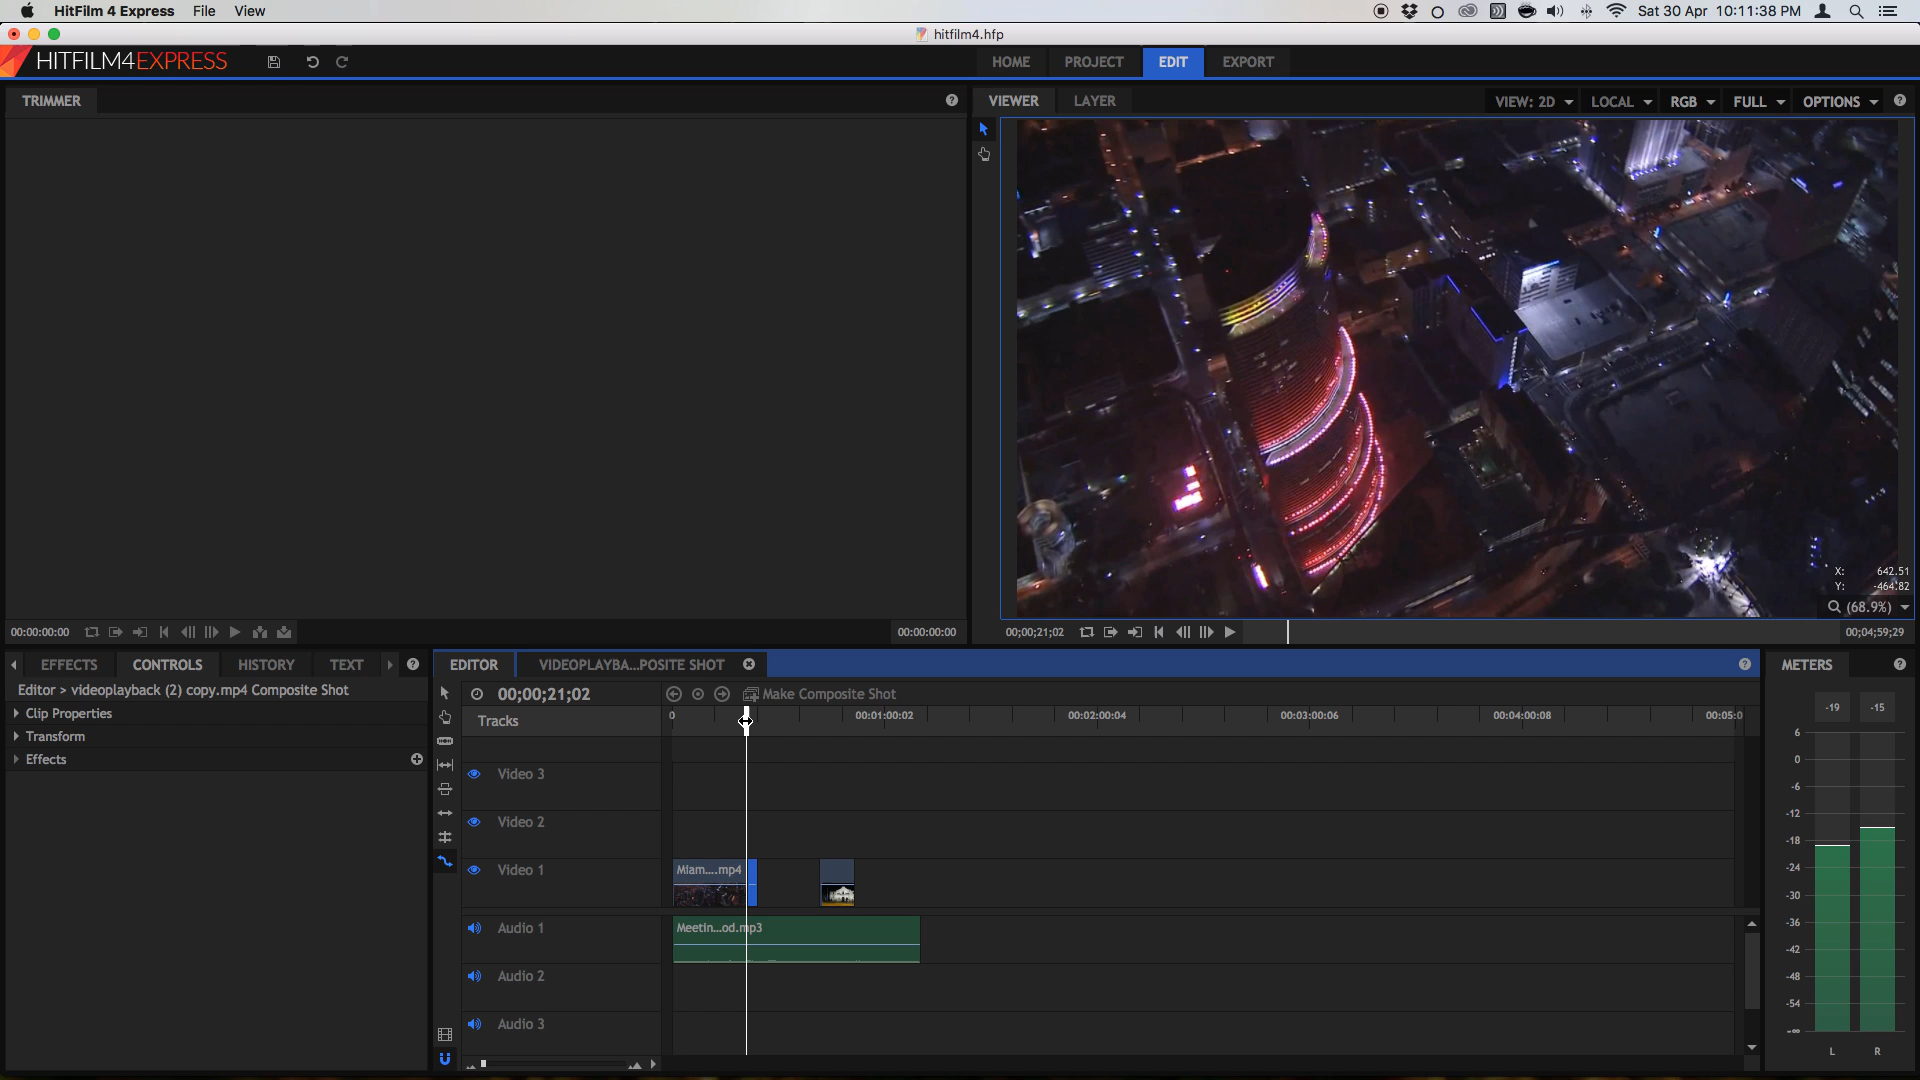 HitFilm 4 Express File View
Sat 30 Apr 10:11:38 PM
hitfilm4.hfp
HITFILM4EXPRESS
HOME PROJECT EDIT EXPORT
TRIMMER
VIEWER LAYER VIEW: 2D LOCAL RGB FULL OPTIONS
X: 642.51
Y: -464.82
(68.9%)
00:00:00:00 00:00:00:00
00;00;21;02 00;04;59;29
EFFECTS CONTROLS HISTORY TEXT
EDITOR VIDEOPLAYBA...POSITE SHOT
METERS
Editor > videoplayback (2) copy.mp4 Composite Shot
Clip Properties
Transform
Effects
00;00;21;02 Make Composite Shot
Tracks
0 00:01:00:02 00:02:00:04 00:03:00:06 00:04:00:08 00:05:0
Video 3
Video 2
Video 1
Miam....mp4
Audio 1
Meetin...od.mp3
Audio 2
Audio 3
-19 -15
6
0
-6
-12
-18
-24
-30
-36
-42
-48
-54
-∞
L R